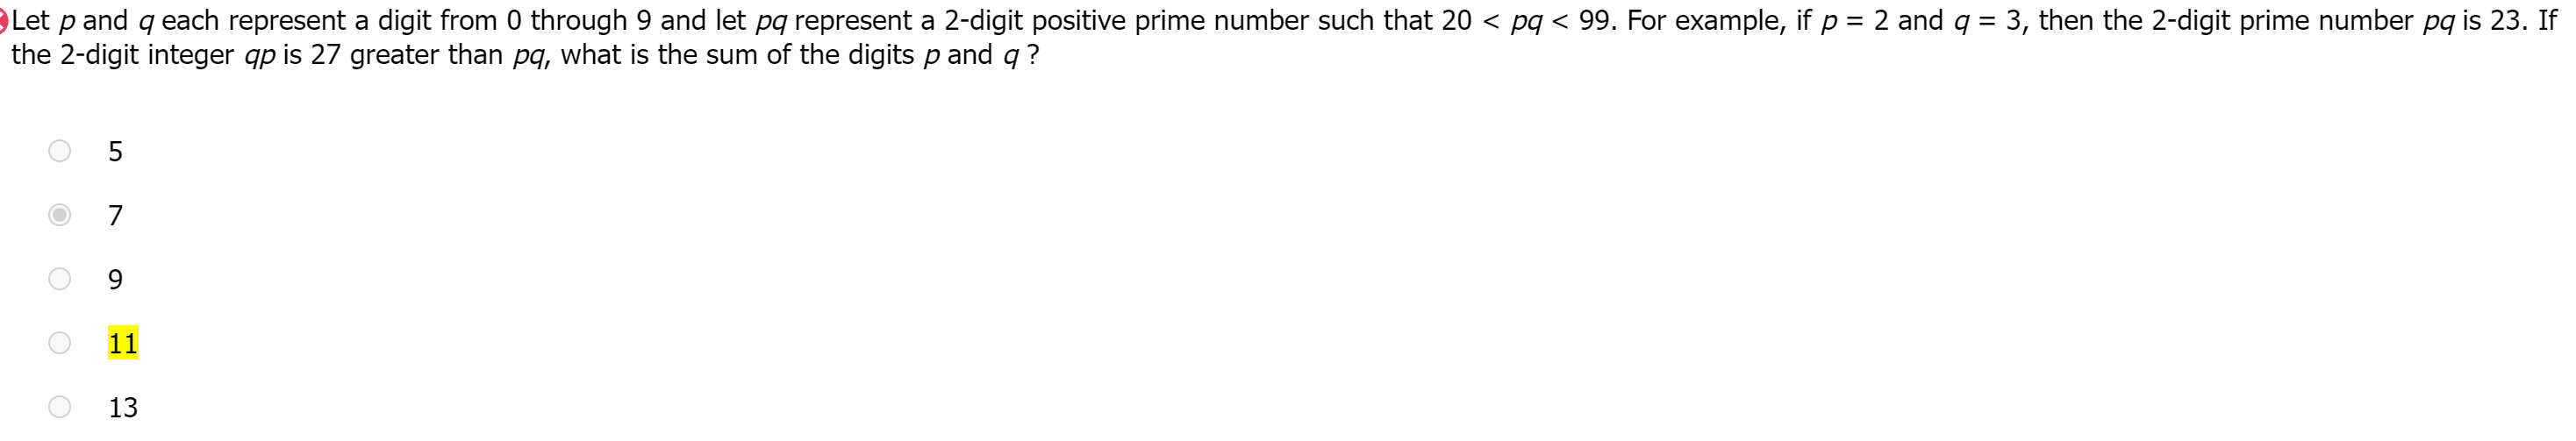 Let p and q each represent a digit from 0 through 9 and let pq represent a 2-digit positive prime number such that 20 < pq < 99. For example, if p = 2 and q = 3, then the 2-digit prime number pq is 23. If
the 2-digit integer qp is 27 greater than pq, what is the sum of the digits p and q ?
5
7
9
11
13